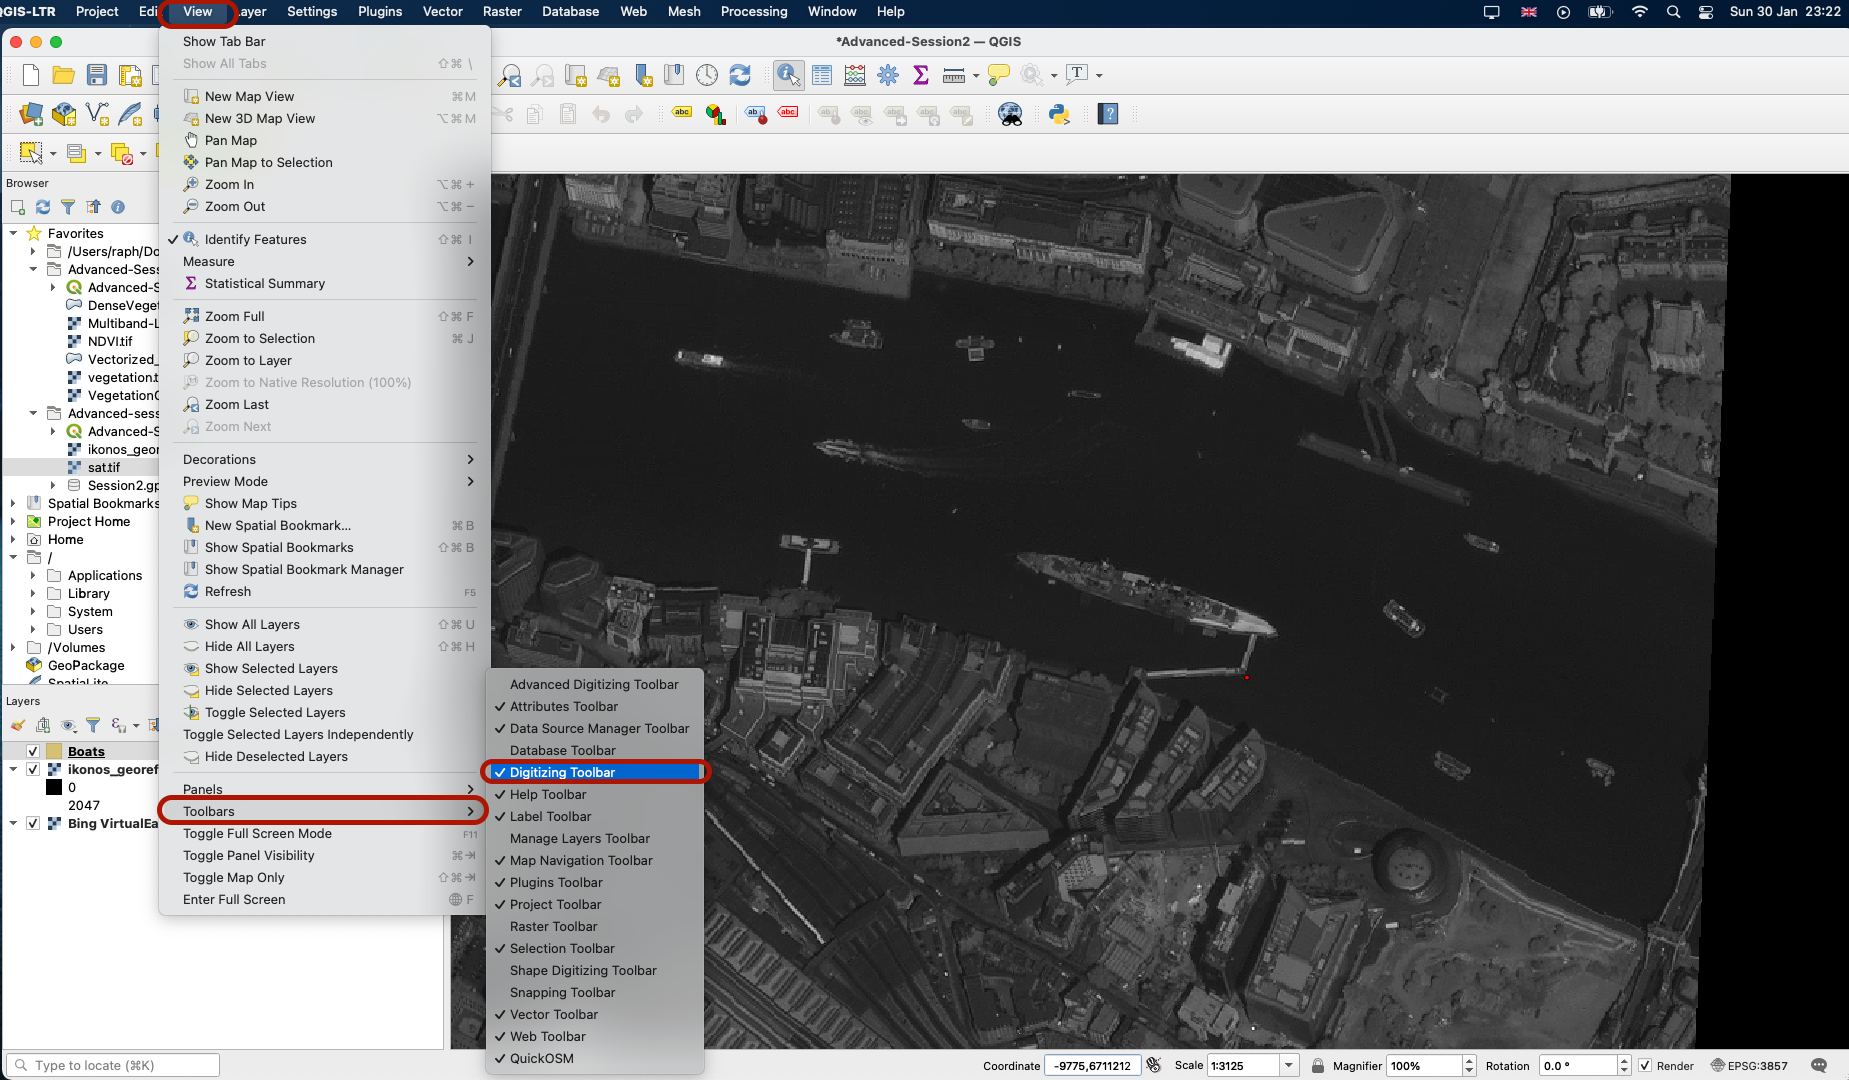 QGIS-LTR Project Edi View Layer Settings Plugins Vector Raster Database Web Mesh Processing Window Help Sun 30 Jan 23:22
*Advanced-Session2 — QGIS
Show Tab Bar
Show All Tabs ⇧⌘ \
New Map View ⌘M
New 3D Map View ⌥⌘M
Pan Map
Pan Map to Selection
Zoom In ⌥⌘ +
Zoom Out ⌥⌘ −
✓ Identify Features ⇧⌘ I
Measure >
Statistical Summary
Zoom Full ⇧⌘ F
Zoom to Selection ⌘ J
Zoom to Layer
Zoom to Native Resolution (100%)
Zoom Last
Zoom Next
Decorations >
Preview Mode >
Show Map Tips
New Spatial Bookmark... ⌘ B
Show Spatial Bookmarks ⇧⌘ B
Show Spatial Bookmark Manager
Refresh F5
Show All Layers ⇧⌘ U
Hide All Layers ⇧⌘ H
Show Selected Layers
Hide Selected Layers
Toggle Selected Layers
Toggle Selected Layers Independently
Hide Deselected Layers
Panels >
Toolbars >
Toggle Full Screen Mode F11
Toggle Panel Visibility ⌘⇥
Toggle Map Only ⇧⌘⇥
Enter Full Screen F
Advanced Digitizing Toolbar
✓ Attributes Toolbar
✓ Data Source Manager Toolbar
Database Toolbar
✓ Digitizing Toolbar
✓ Help Toolbar
✓ Label Toolbar
Manage Layers Toolbar
✓ Map Navigation Toolbar
✓ Plugins Toolbar
✓ Project Toolbar
Raster Toolbar
✓ Selection Toolbar
Shape Digitizing Toolbar
Snapping Toolbar
✓ Vector Toolbar
✓ Web Toolbar
✓ QuickOSM
abc abc abc
Browser
Favorites
/Users/raph/Do
Advanced-Sess
Advanced-S
DenseVeget
Multiband-L
NDVI.tif
Vectorized_
vegetation.t
VegetationC
Advanced-sess
Advanced-S
ikonos_geor
sat.tif
Session2.gp
Spatial Bookmarks
Project Home
Home
/
Applications
Library
System
Users
/Volumes
GeoPackage
SpatiaLite
Layers
Boats
ikonos_georef
0
2047
Bing VirtualEa
Type to locate (⌘K)
Coordinate -9775,6711212 Scale 1:3125 Magnifier 100% Rotation 0.0 ° Render EPSG:3857